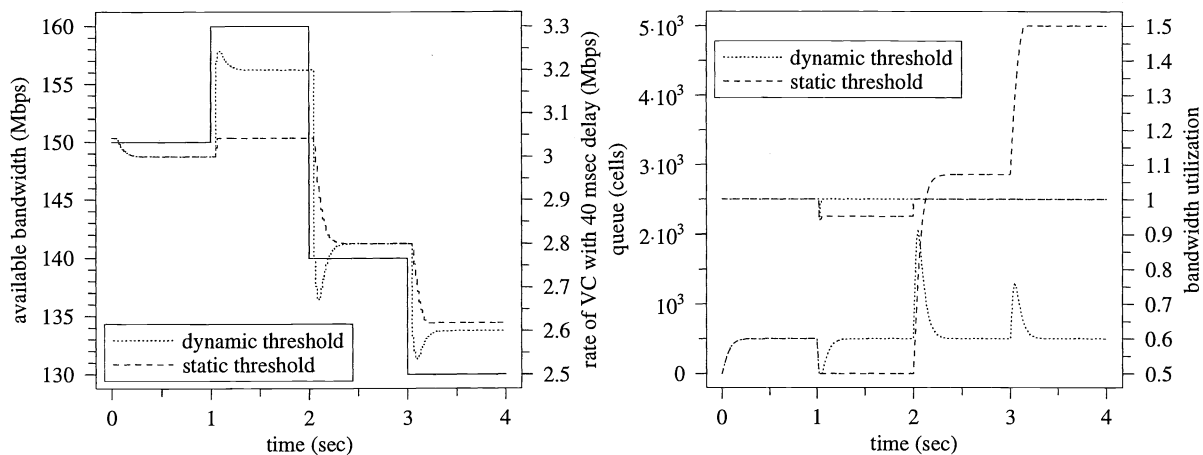 160
155
150
145
140
135
130
available bandwidth (Mbps)
3.3
3.2
3.1
3
2.9
2.8
2.7
2.6
2.5
rate of VC with 40 msec delay (Mbps)
dynamic threshold
static threshold
0 1 2 3 4
time (sec)
5·10³
4·10³
3·10³
2·10³
10³
0
queue (cells)
dynamic threshold
static threshold
1.5
1.4
1.3
1.2
1.1
1
0.9
0.8
0.7
0.6
0.5
bandwidth utilization
0 1 2 3 4
time (sec)